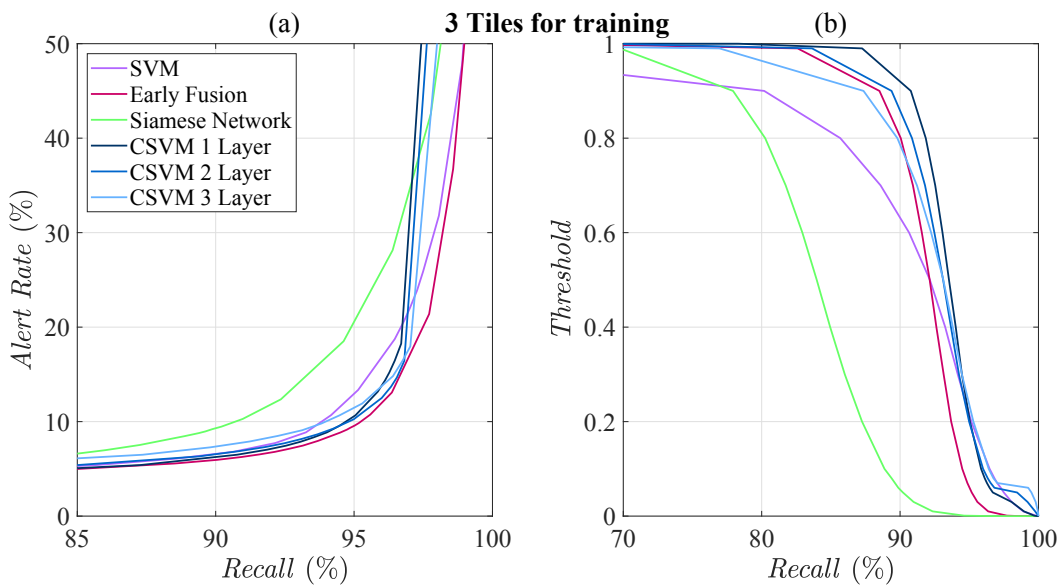 (a) 3 Tiles for training (b)
50
40
30
20
10
0
Alert Rate (%)
SVM
Early Fusion
Siamese Network
CSVM 1 Layer
CSVM 2 Layer
CSVM 3 Layer
85 90 95 100
Recall (%)
1
0.8
0.6
0.4
0.2
0
Threshold
70 80 90 100
Recall (%)